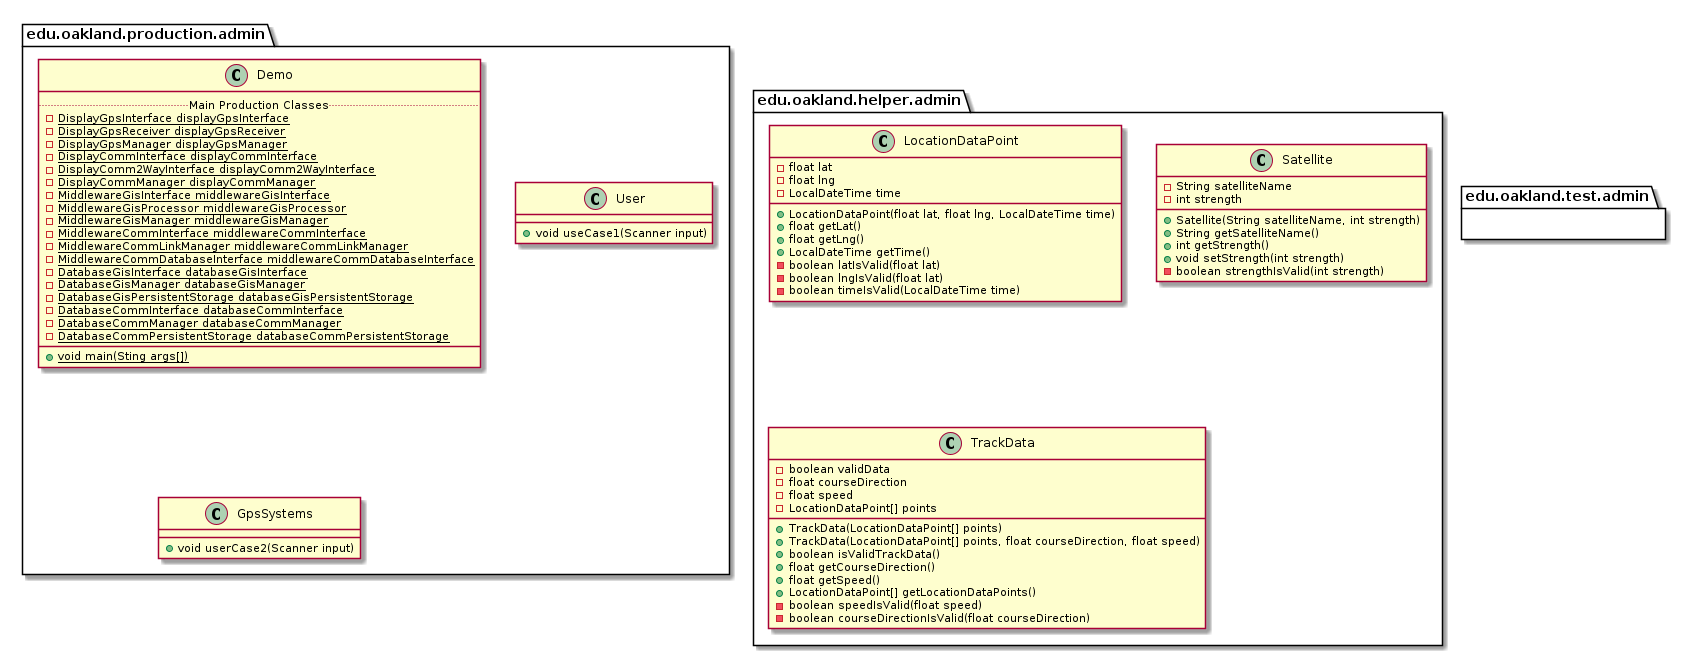 edu.oakland.production.admin
C Demo
Main Production Classes
DisplayGpsInterface displayGpsInterface
DisplayGpsReceiver displayGpsReceiver
DisplayGpsManager displayGpsManager
DisplayCommInterface displayCommInterface
DisplayComm2WayInterface displayComm2WayInterface
DisplayCommManager displayCommManager
MiddlewareGisInterface middlewareGisInterface
MiddlewareGisProcessor middlewareGisProcessor
MiddlewareGisManager middlewareGisManager
MiddlewareCommInterface middlewareCommInterface
MiddlewareCommLinkManager middlewareCommLinkManager
MiddlewareCommDatabaseInterface middlewareCommDatabaseInterface
DatabaseGisInterface databaseGisInterface
DatabaseGisManager databaseGisManager
DatabaseGisPersistentStorage databaseGisPersistentStorage
DatabaseCommInterface databaseCommInterface
DatabaseCommManager databaseCommManager
DatabaseCommPersistentStorage databaseCommPersistentStorage
void main(Sting args[])
C User
void useCase1(Scanner input)
C GpsSystems
void userCase2(Scanner input)
edu.oakland.helper.admin
C LocationDataPoint
float lat
float lng
LocalDateTime time
LocationDataPoint(float lat, float lng, LocalDateTime time)
float getLat()
float getLng()
LocalDateTime getTime()
boolean latIsValid(float lat)
boolean lngIsValid(float lat)
boolean timeIsValid(LocalDateTime time)
C Satellite
String satelliteName
int strength
Satellite(String satelliteName, int strength)
String getSatelliteName()
int getStrength()
void setStrength(int strength)
boolean strengthIsValid(int strength)
C TrackData
boolean validData
float courseDirection
float speed
LocationDataPoint[] points
TrackData(LocationDataPoint[] points)
TrackData(LocationDataPoint[] points, float courseDirection, float speed)
boolean isValidTrackData()
float getCourseDirection()
float getSpeed()
LocationDataPoint[] getLocationDataPoints()
boolean speedIsValid(float speed)
boolean courseDirectionIsValid(float courseDirection)
edu.oakland.test.admin